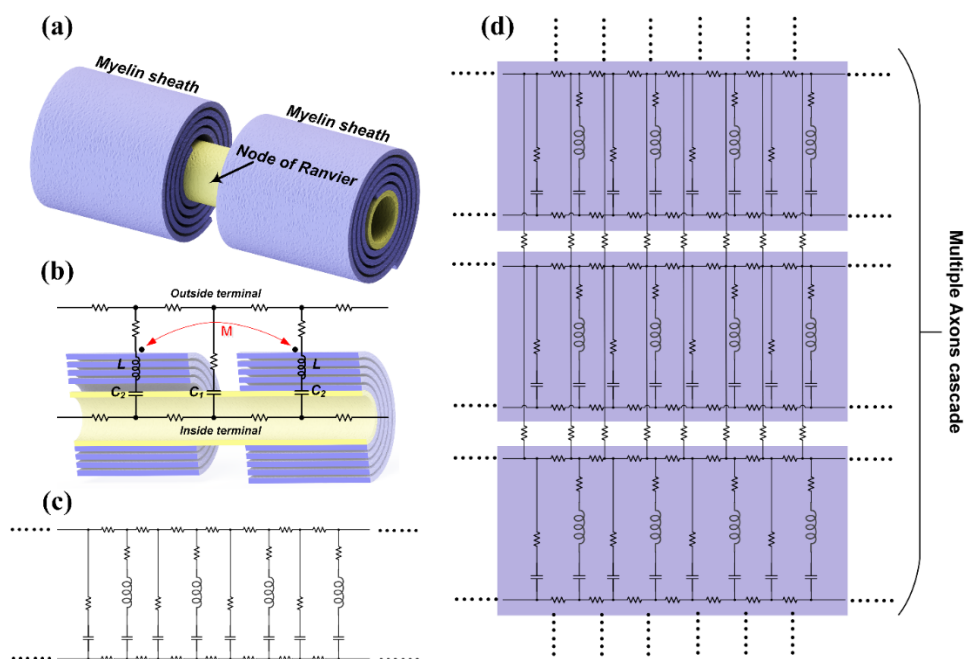 (a)
Myelin sheath
Myelin sheath
Node of Ranvier
(b)
Outside terminal
M
L
L
C2
C1
C2
Inside terminal
(c)
(d)
Multiple Axons cascade